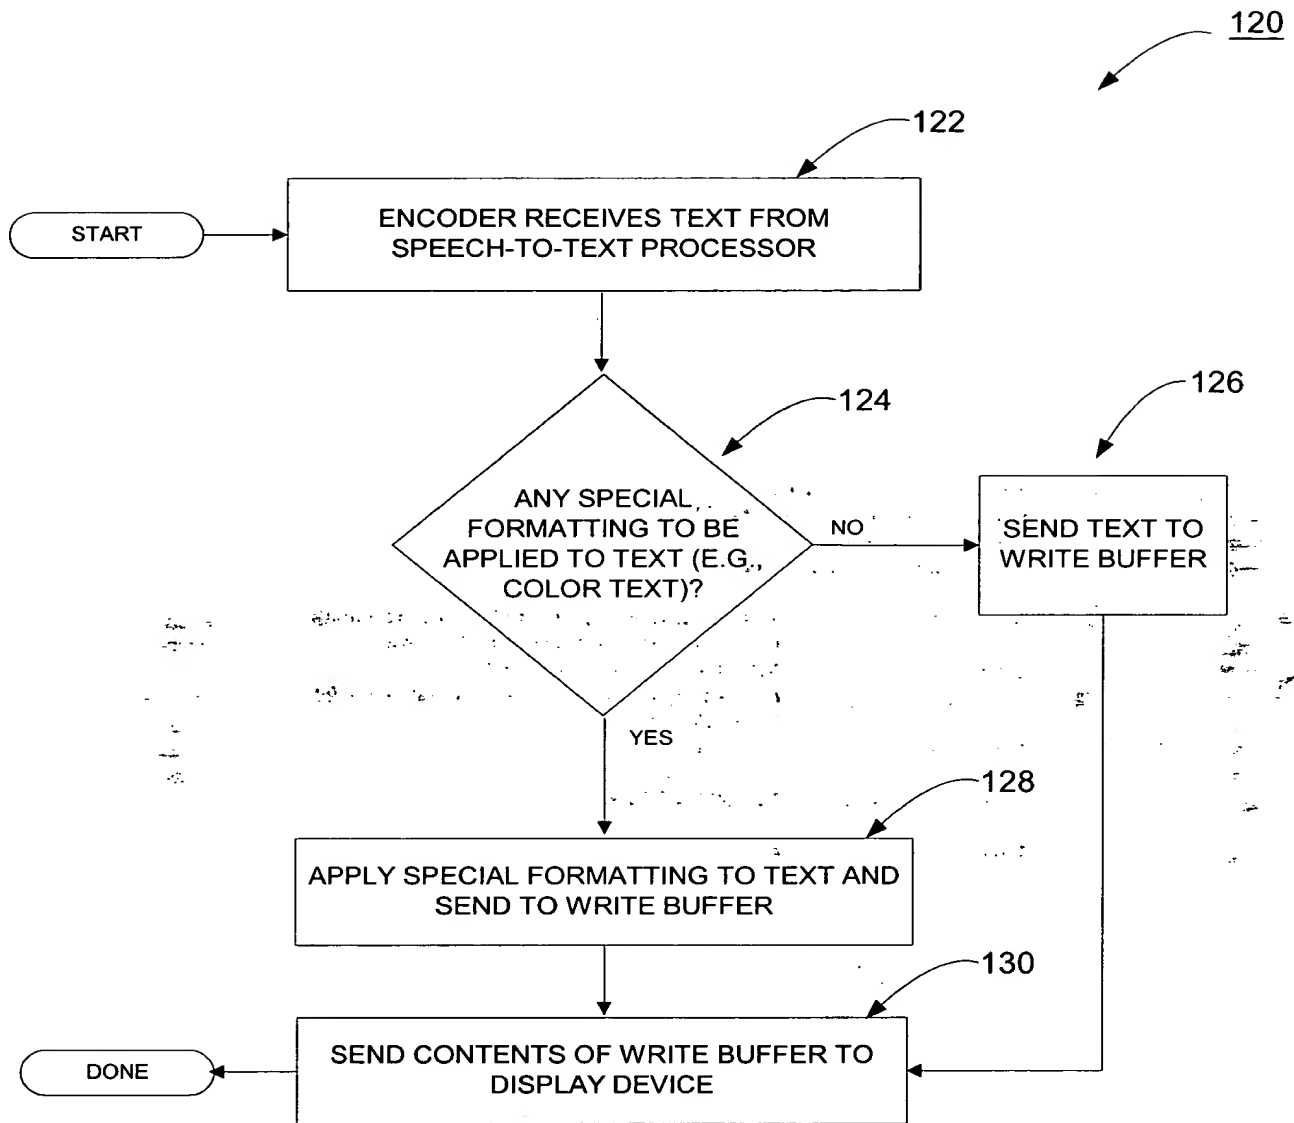 120
122
START
ENCODER RECEIVES TEXT FROM
SPEECH-TO-TEXT PROCESSOR
124
126
ANY SPECIAL
FORMATTING TO BE
APPLIED TO TEXT (E.G.,
COLOR TEXT)?
NO
SEND TEXT TO
WRITE BUFFER
YES
128
APPLY SPECIAL FORMATTING TO TEXT AND
SEND TO WRITE BUFFER
130
SEND CONTENTS OF WRITE BUFFER TO
DISPLAY DEVICE
DONE